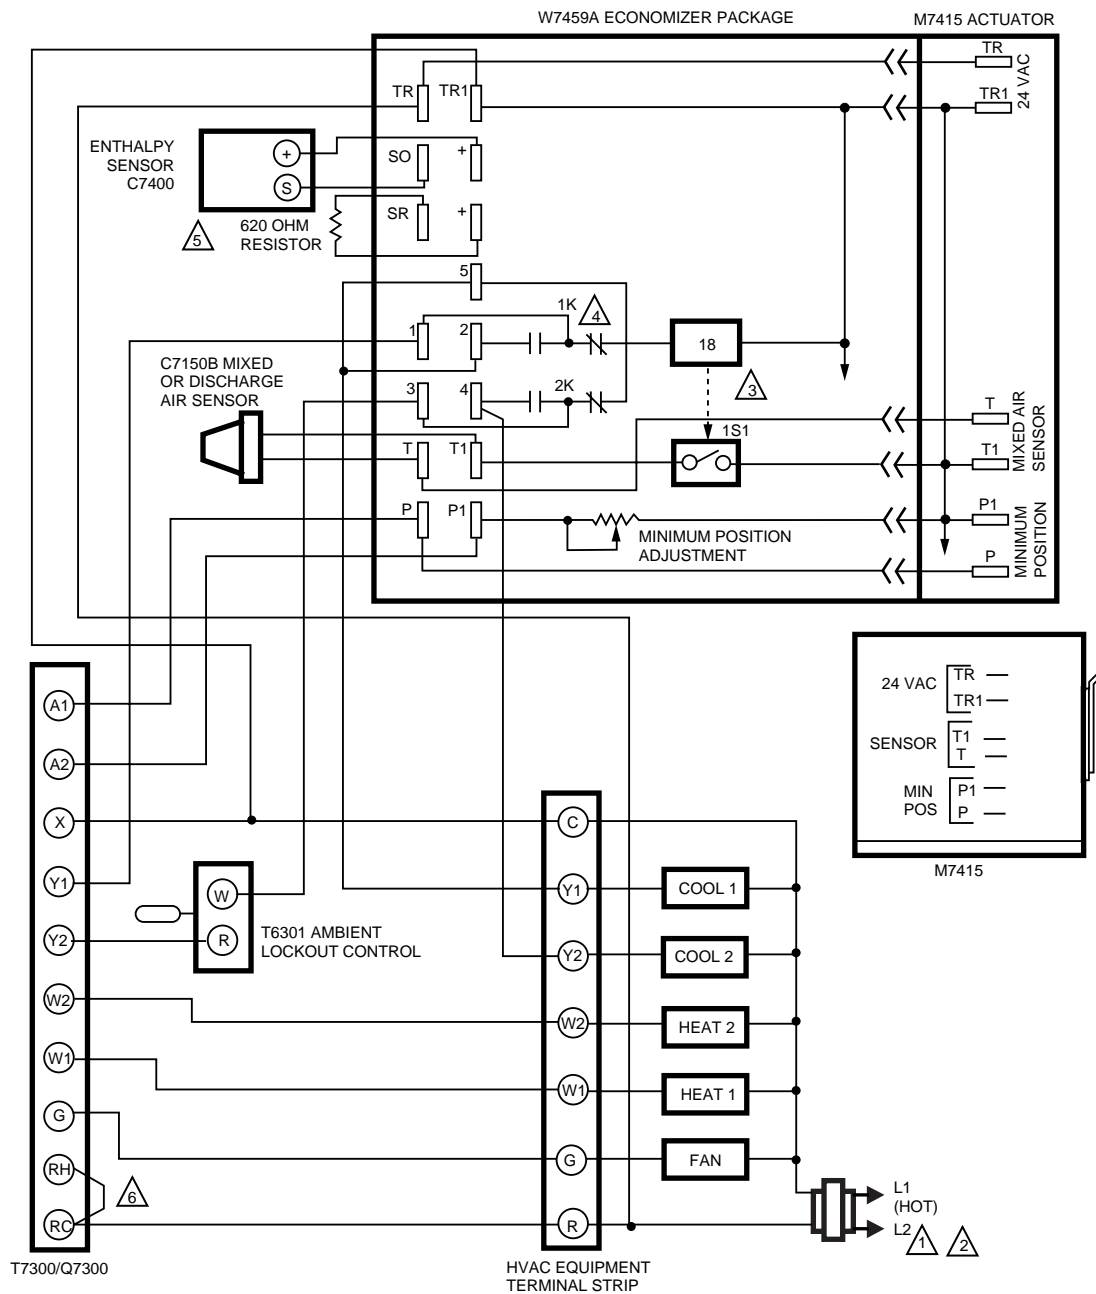 W7459A ECONOMIZER PACKAGE
M7415 ACTUATOR
TR
24 VAC
TR1
TR
TR1
ENTHALPY
SENSOR
C7400
+
S
SO
+
SR
+
5
620 OHM
RESISTOR
5
1K
4
1
2
18
3
C7150B MIXED
OR DISCHARGE
AIR SENSOR
3
4
2K
1S1
T
T1
T
T1
MIXED AIR
SENSOR
P
P1
MINIMUM POSITION
ADJUSTMENT
P1
P
MINIMUM
POSITION
A1
A2
X
Y1
Y2
W2
W1
G
RH
RC
6
T7300/Q7300
W
R
T6301 AMBIENT
LOCKOUT CONTROL
C
Y1
Y2
W2
W1
G
R
HVAC EQUIPMENT
TERMINAL STRIP
COOL 1
COOL 2
HEAT 2
HEAT 1
FAN
L1
(HOT)
L2
1
2
24 VAC
TR
TR1
SENSOR
T1
T
MIN
POS
P1
P
M7415